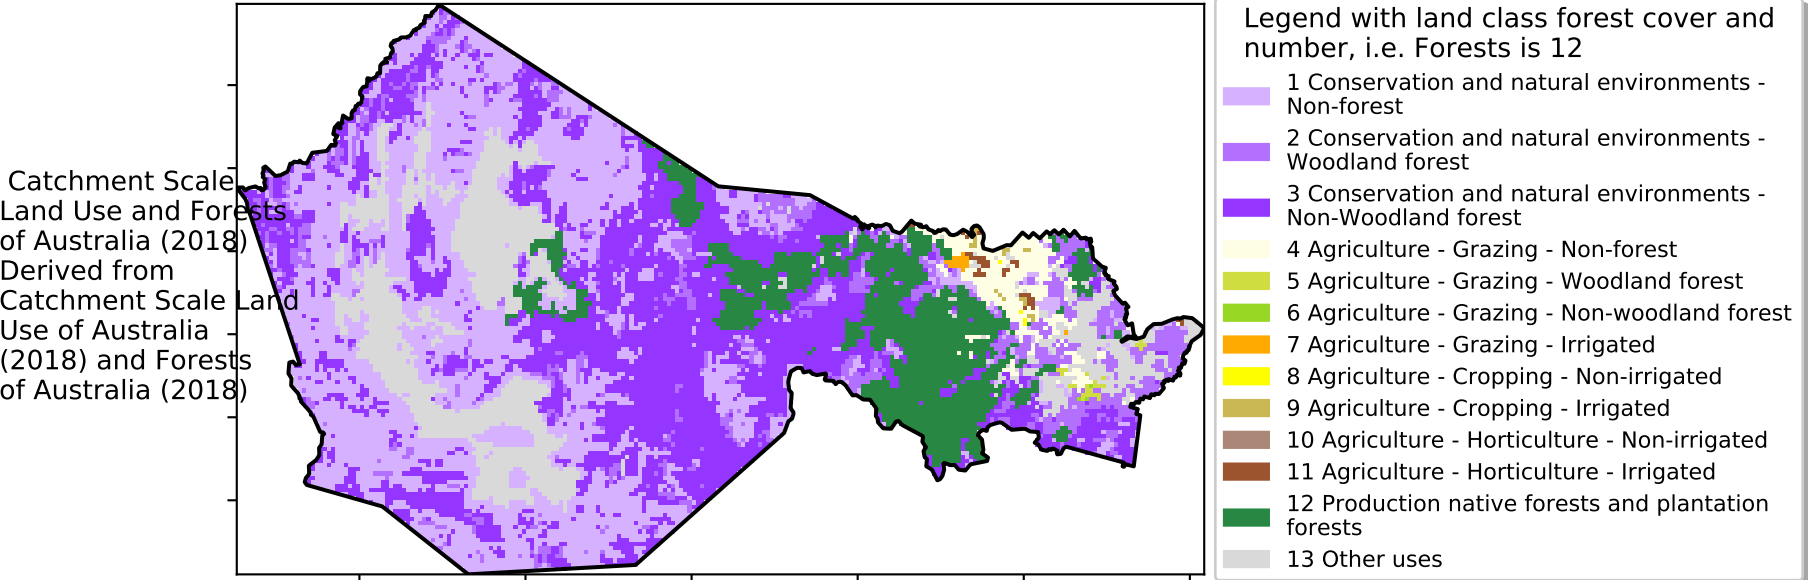 Catchment Scale
Land Use and Forests
of Australia (2018)
Derived from
Catchment Scale Land
Use of Australia
(2018) and Forests
of Australia (2018)
Legend with land class forest cover and
number, i.e. Forests is 12
1 Conservation and natural environments -
Non-forest
2 Conservation and natural environments -
Woodland forest
3 Conservation and natural environments -
Non-Woodland forest
4 Agriculture - Grazing - Non-forest
5 Agriculture - Grazing - Woodland forest
6 Agriculture - Grazing - Non-woodland forest
7 Agriculture - Grazing - Irrigated
8 Agriculture - Cropping - Non-irrigated
9 Agriculture - Cropping - Irrigated
10 Agriculture - Horticulture - Non-irrigated
11 Agriculture - Horticulture - Irrigated
12 Production native forests and plantation
forests
13 Other uses